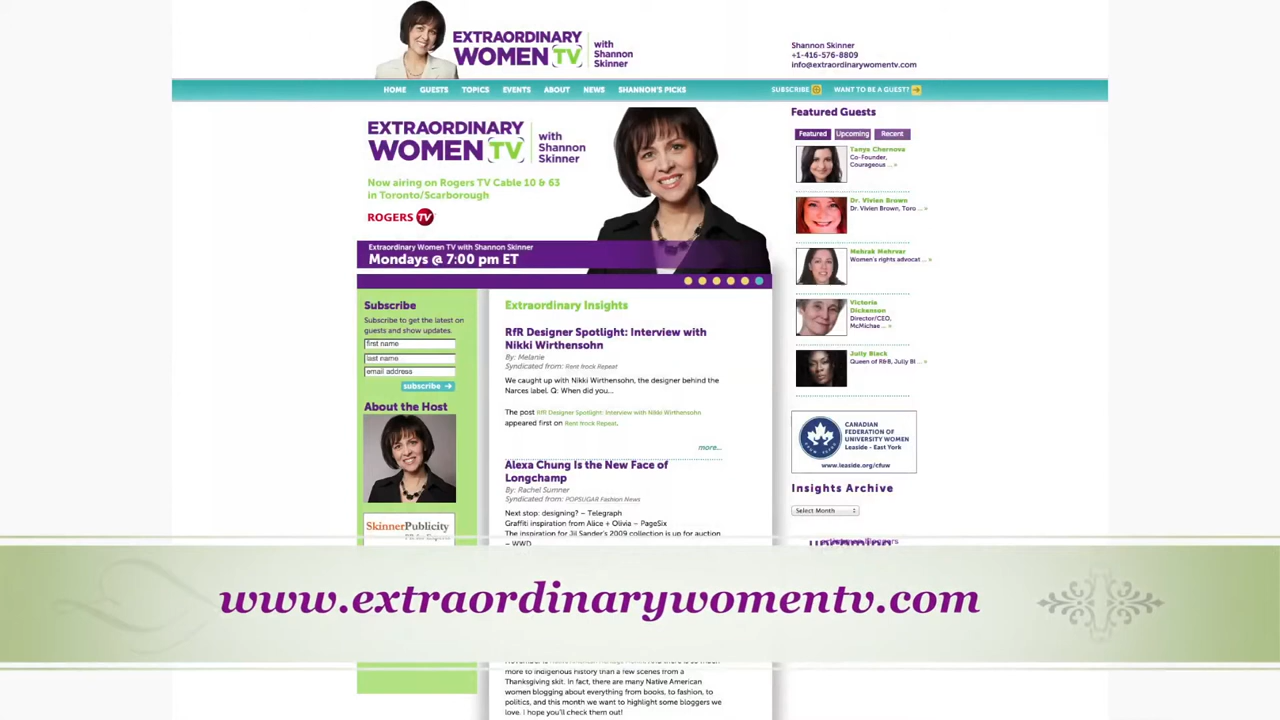 EXTRAORDINARY
WOMEN TV
with
Shannon
Skinner
Shannon Skinner
+1-416-576-8809
info@extraordinarywomentv.com
HOME GUESTS TOPICS EVENTS ABOUT NEWS SHANNON'S PICKS SUBSCRIBE WANT TO BE A GUEST?
EXTRAORDINARY
WOMEN TV
with
Shannon
Skinner
Now airing on Rogers TV Cable 10 & 63
in Toronto/Scarborough
ROGERS TV
Extraordinary Women TV with Shannon Skinner
Mondays @ 7:00 pm ET
Subscribe
Subscribe to get the latest on
guests and show updates.
first name
last name
email address
subscribe
About the Host
SkinnerPublicity
Extraordinary Insights
RfR Designer Spotlight: Interview with
Nikki Wirthensohn
By: Melanie
Syndicated from: Rent frock Repeat
We caught up with Nikki Wirthensohn, the designer behind the
Narces label. Q: When did you...
The post RfR Designer Spotlight: Interview with Nikki Wirthensohn
appeared first on Rent frock Repeat.
more...
Alexa Chung Is the New Face of
Longchamp
By: Rachel Sumner
Syndicated from: POPSUGAR Fashion News
Next stop: designing? – Telegraph
Graffiti inspiration from Alice + Olivia – PageSix
The inspiration for Jil Sander's 2009 collection is up for auction
– WWD
Featured Guests
Featured Upcoming Recent
Tanya Chernova
Co-Founder,
Courageous ... »
Dr. Vivien Brown
Dr. Vivien Brown, Toro ... »
Mehrak Mehrver
Women's rights advocat ... »
Victoria
Dickenson
Director/CEO,
McMichae ... »
Jully Black
Queen of R&B, Jully Bl ... »
CANADIAN
FEDERATION OF
UNIVERSITY WOMEN
Leaside - East York
www.leaside.org/cfuw
Insights Archive
Select Month
www.extraordinarywomentv.com
more to indigenous history than a few scenes from a
Thanksgiving skit. In fact, there are many Native American
women blogging about everything from books, to fashion, to
politics, and this month we want to highlight some bloggers we
love. I hope you'll check them out!